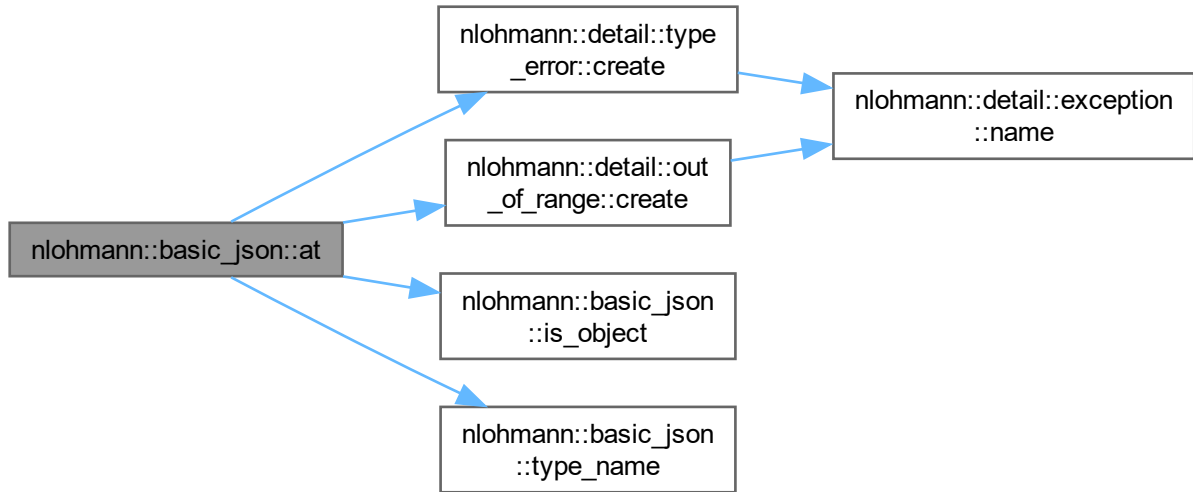 nlohmann::detail::type
_error::create
nlohmann::detail::exception
::name
nlohmann::detail::out
_of_range::create
nlohmann::basic_json::at
nlohmann::basic_json
::is_object
nlohmann::basic_json
::type_name